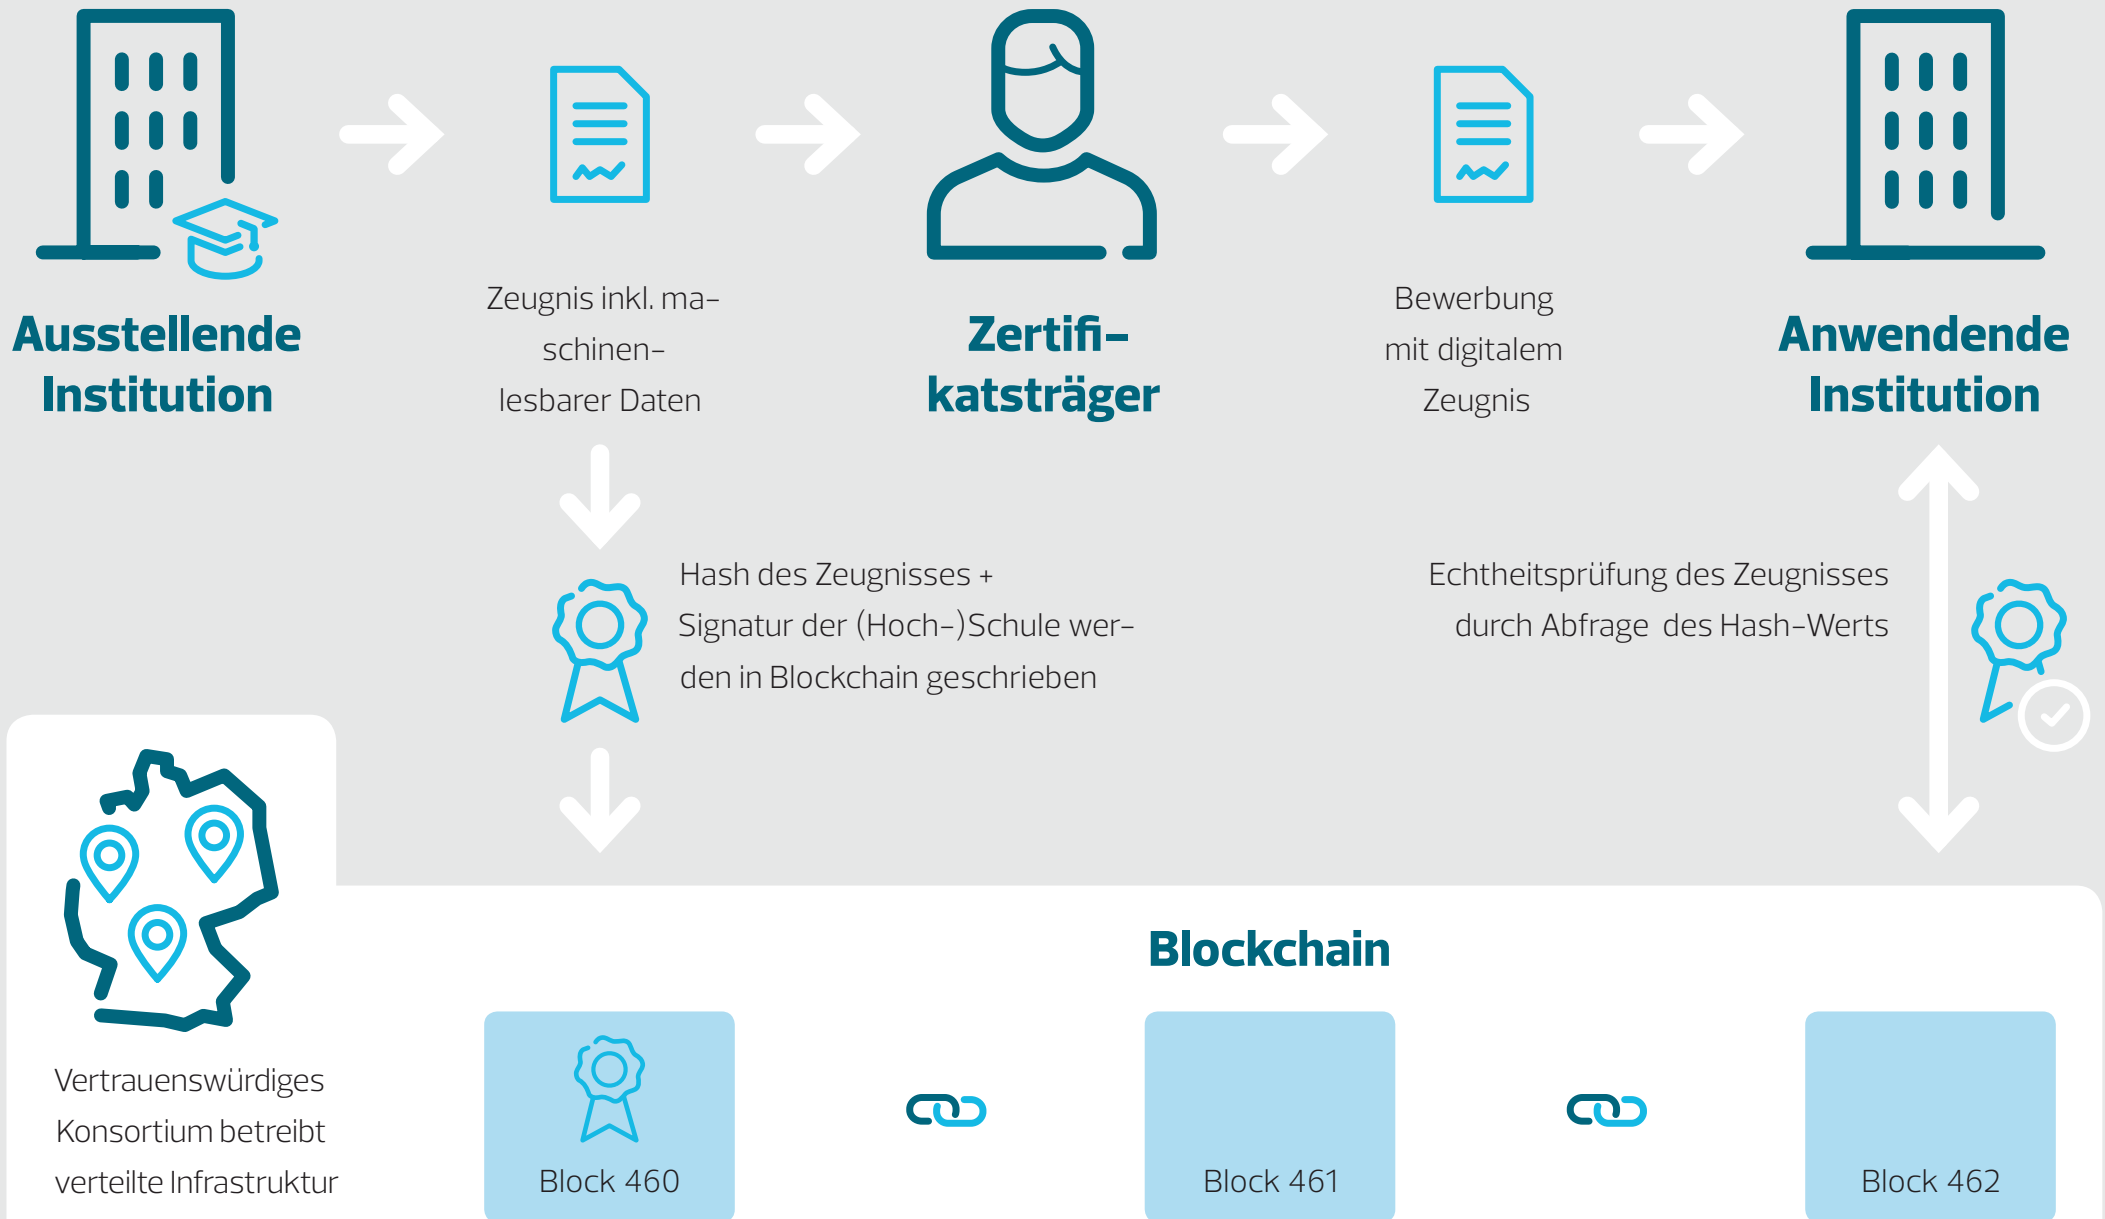 Ausstellende
Institution
Zeugnis inkl. ma-
schinen-
lesbarer Daten
Zertifi-
katsträger
Bewerbung
mit digitalem
Zeugnis
Anwendende
Institution
Hash des Zeugnisses +
Signatur der (Hoch-)Schule wer-
den in Blockchain geschrieben
Echtheitsprüfung des Zeugnisses
durch Abfrage des Hash-Werts
Vertrauenswürdiges
Konsortium betreibt
verteilte Infrastruktur
Blockchain
Block 460
Block 461
Block 462